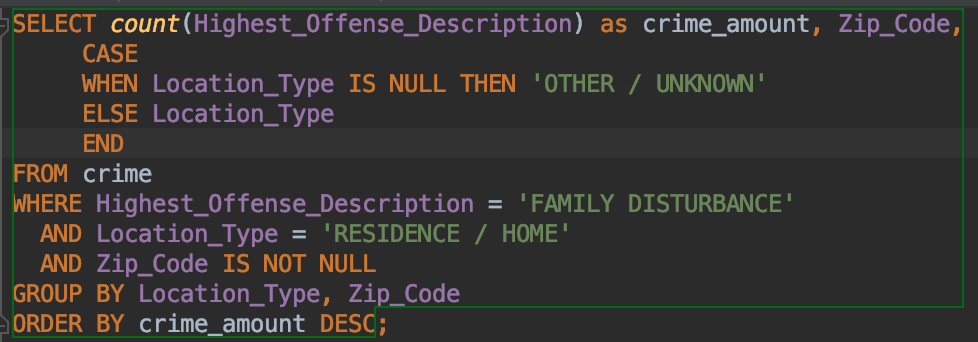 SELECT count(Highest_Offense_Description) as crime_amount, Zip_Code,
CASE
WHEN Location_Type IS NULL THEN 'OTHER / UNKNOWN'
ELSE Location_Type
END
FROM crime
WHERE Highest_Offense_Description = 'FAMILY DISTURBANCE'
AND Location_Type = 'RESIDENCE / HOME'
AND Zip_Code IS NOT NULL
GROUP BY Location_Type, Zip_Code
ORDER BY crime_amount DESC;